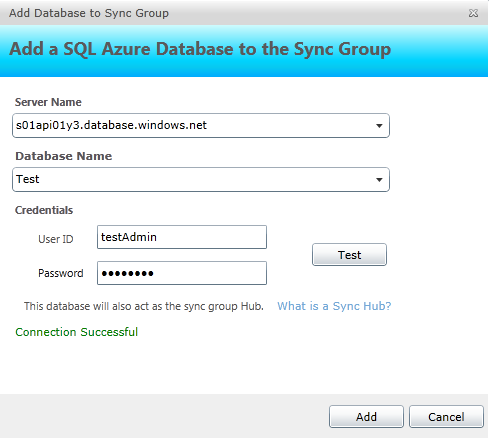 Add Database to Sync Group
Add a SQL Azure Database to the Sync Group
Server Name
s01api01y3.database.windows.net
Database Name
Test
Credentials
User ID
testAdmin
Test
Password
••••••••
This database will also act as the sync group Hub. What is a Sync Hub?
Connection Successful
Add
Cancel